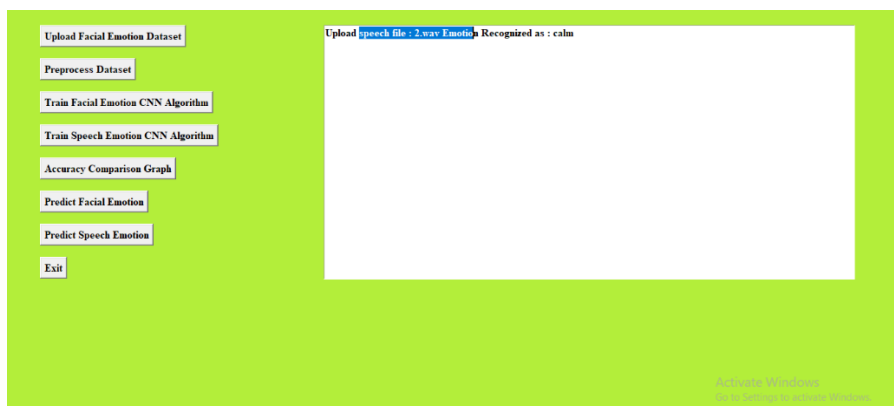 Upload Facial Emotion Dataset
Preprocess Dataset
Train Facial Emotion CNN Algorithm
Train Speech Emotion CNN Algorithm
Accuracy Comparison Graph
Predict Facial Emotion
Predict Speech Emotion
Exit
Upload speech file : 2.wav Emotion Recognized as : calm
Activate Windows
Go to Settings to activate Windows.